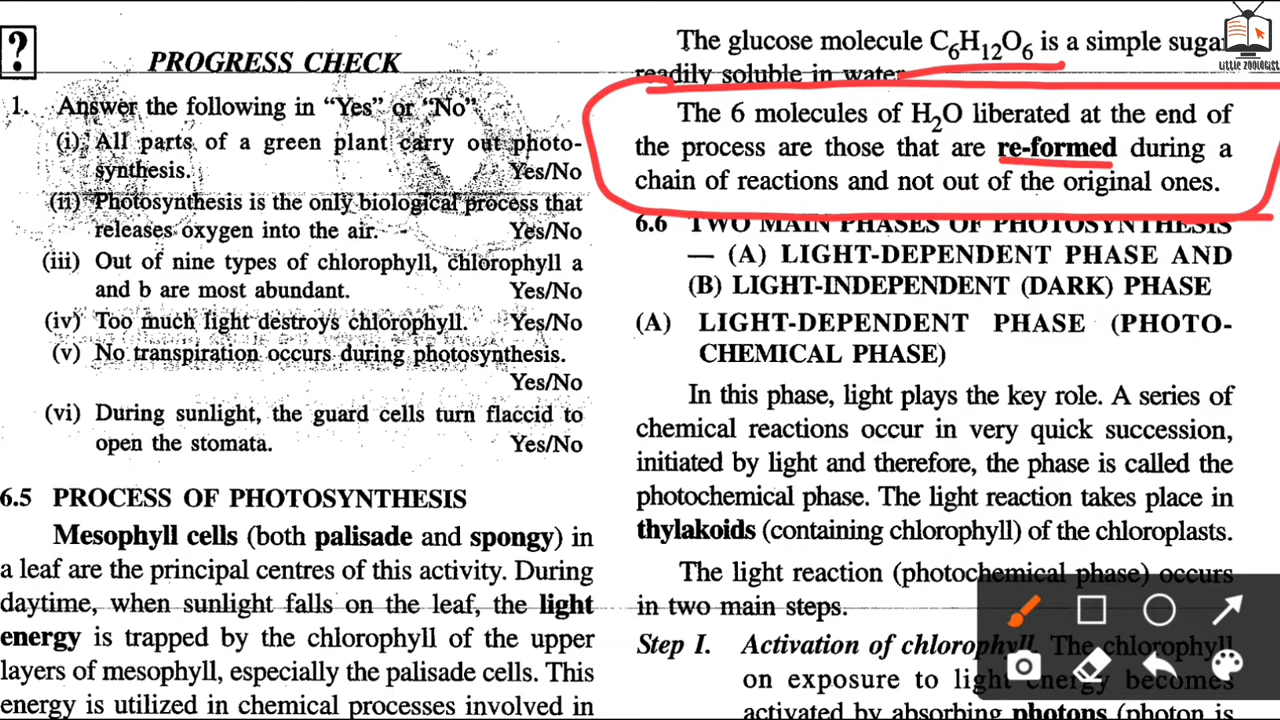 ?
PROGRESS CHECK
1. Answer the following in “Yes” or “No”
(i) All parts of a green plant carry out photo-
synthesis. Yes/No
(ii) Photosynthesis is the only biological process that
releases oxygen into the air. Yes/No
(iii) Out of nine types of chlorophyll, chlorophyll a
and b are most abundant. Yes/No
(iv) Too much light destroys chlorophyll. Yes/No
(v) No transpiration occurs during photosynthesis.
Yes/No
(vi) During sunlight, the guard cells turn flaccid to
open the stomata. Yes/No
6.5 PROCESS OF PHOTOSYNTHESIS
Mesophyll cells (both palisade and spongy) in
a leaf are the principal centres of this activity. During
daytime, when sunlight falls on the leaf, the light
energy is trapped by the chlorophyll of the upper
layers of mesophyll, especially the palisade cells. This
energy is utilized in chemical processes involved in
The glucose molecule C₆H₁₂O₆ is a simple sugar
readily soluble in water
The 6 molecules of H₂O liberated at the end of
the process are those that are re-formed during a
chain of reactions and not out of the original ones.
6.6 TWO MAIN PHASES OF PHOTOSYNTHESIS
— (A) LIGHT-DEPENDENT PHASE AND
(B) LIGHT-INDEPENDENT (DARK) PHASE
(A) LIGHT-DEPENDENT PHASE (PHOTO-
CHEMICAL PHASE)
In this phase, light plays the key role. A series of
chemical reactions occur in very quick succession,
initiated by light and therefore, the phase is called the
photochemical phase. The light reaction takes place in
thylakoids (containing chlorophyll) of the chloroplasts.
The light reaction (photochemical phase) occurs
in two main steps.
Step I. Activation of chlorophyll. The chlorophyll
on exposure to light energy becomes
activated by absorbing photons (photon is
LITTLE ZOOLOGIST